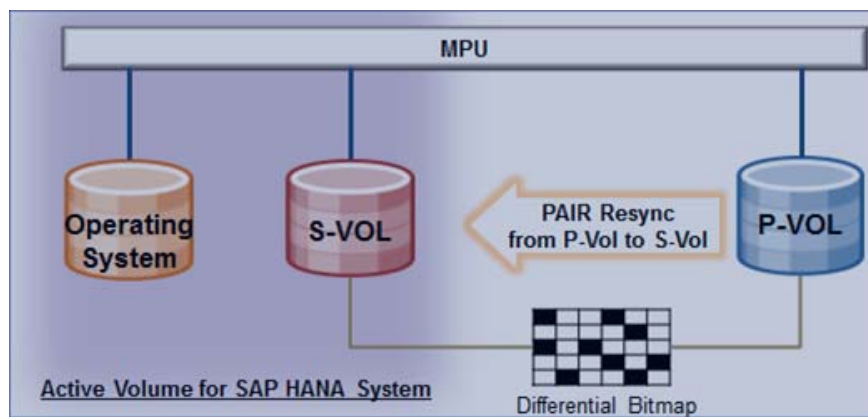 MPU
Operating
System
S-VOL
PAIR Resync
from P-Vol to S-Vol
P-VOL
Active Volume for SAP HANA System
Differential Bitmap